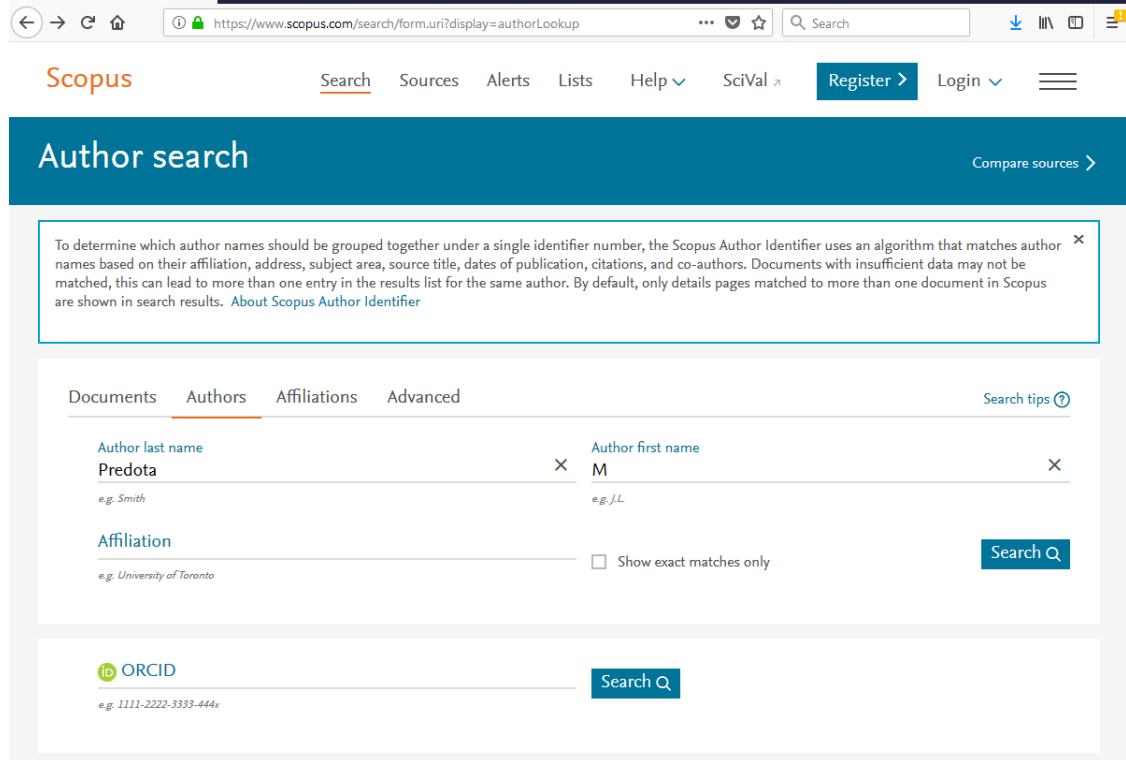 https://www.scopus.com/search/form.uri?display=authorLookup
Search
Scopus
Search Sources Alerts Lists Help SciVal Register Login
Author search
Compare sources
To determine which author names should be grouped together under a single identifier number, the Scopus Author Identifier uses an algorithm that matches author
names based on their affiliation, address, subject area, source title, dates of publication, citations, and co-authors. Documents with insufficient data may not be
matched, this can lead to more than one entry in the results list for the same author. By default, only details pages matched to more than one document in Scopus
are shown in search results. About Scopus Author Identifier
Documents Authors Affiliations Advanced
Search tips
Author last name
Predota
e.g. Smith
Author first name
M
e.g. J.L.
Affiliation
e.g. University of Toronto
Show exact matches only
Search
iD ORCID
e.g. 1111-2222-3333-444x
Search